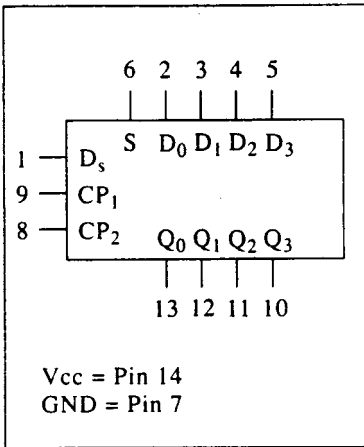 6 2 3 4 5
S D₀ D₁ D₂ D₃
1 Dₛ
9 CP₁
8 CP₂
Q₀ Q₁ Q₂ Q₃
13 12 11 10
Vcc = Pin 14
GND = Pin 7